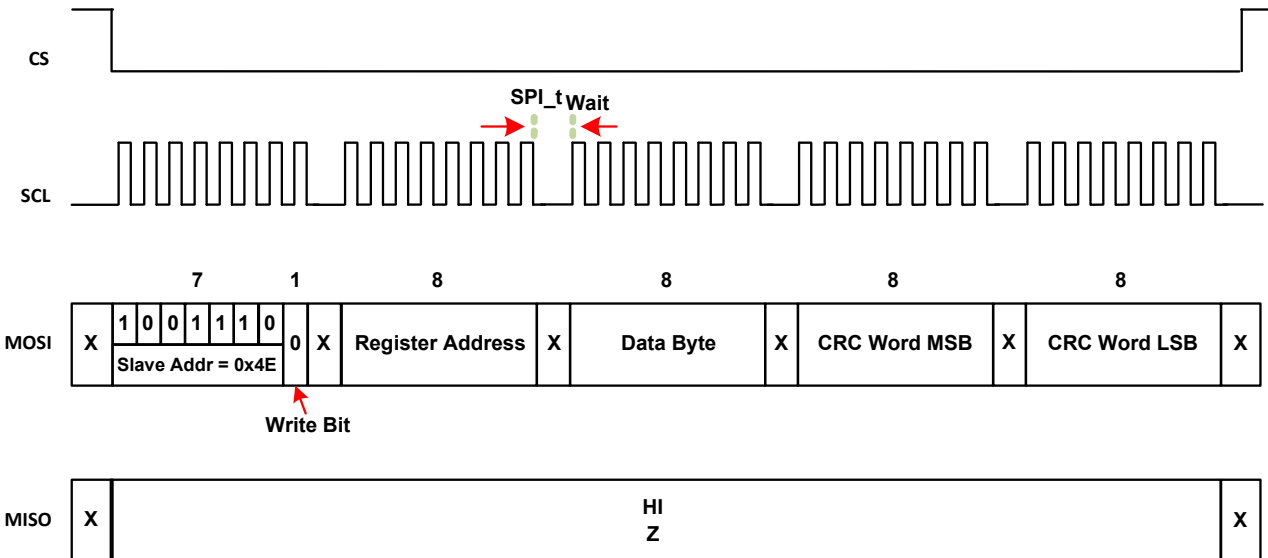 CS
SPI_t Wait
SCL
7 1 8 8 8 8
MOSI X 1 0 0 1 1 1 0 0 X Register Address X Data Byte X CRC Word MSB X CRC Word LSB X
Slave Addr = 0x4E
Write Bit
MISO X HI X
Z